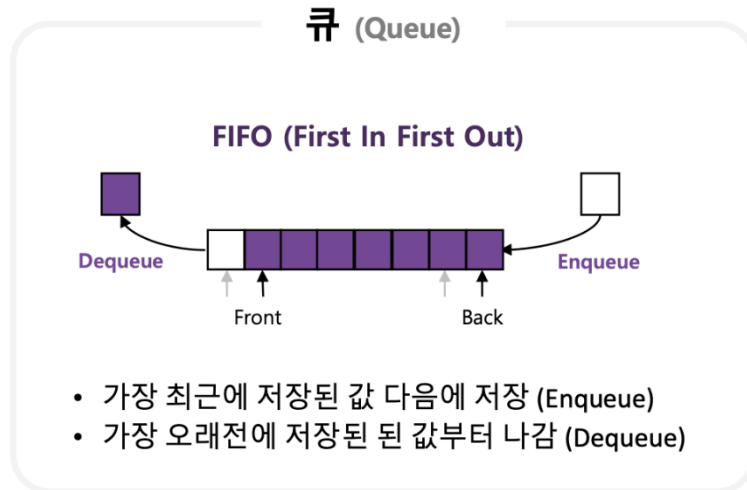 큐 (Queue)
FIFO (First In First Out)
Dequeue
Enqueue
Front
Back
• 가장 최근에 저장된 값 다음에 저장 (Enqueue)
• 가장 오래전에 저장된 된 값부터 나감 (Dequeue)